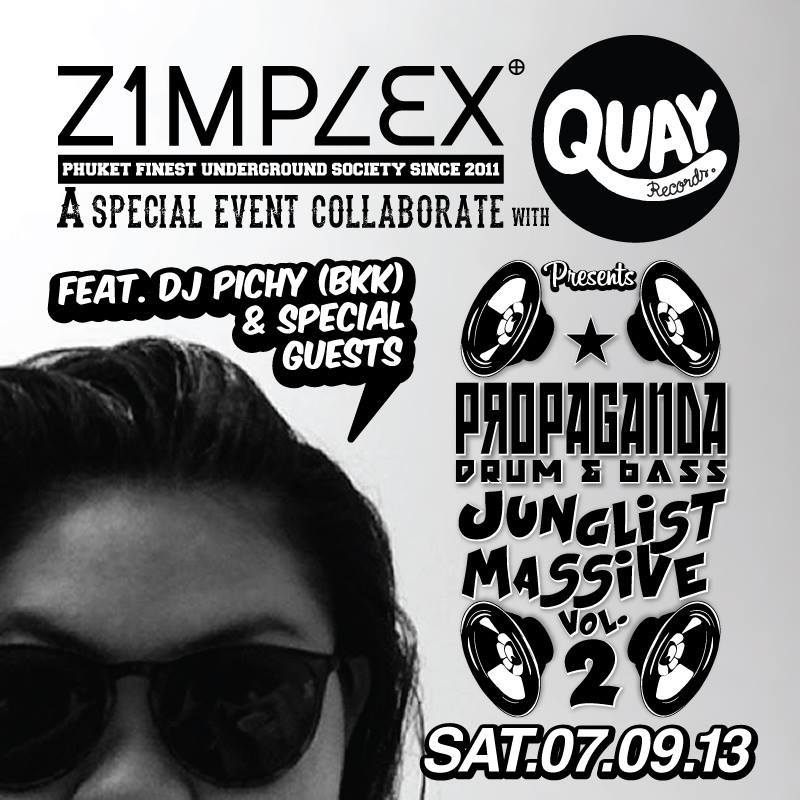 Z1MPLEX
PHUKET FINEST UNDERGROUND SOCIETY SINCE 2011
A SPECIAL EVENT COLLABORATE WITH
QUAY
Records.
FEAT. DJ PICHY (BKK)
& SPECIAL
GUESTS
Presents
PROPAGANDA
DRUM & bASS
JUNGLiST
MASSiVE
VOL.
2
SAT.07.09.13